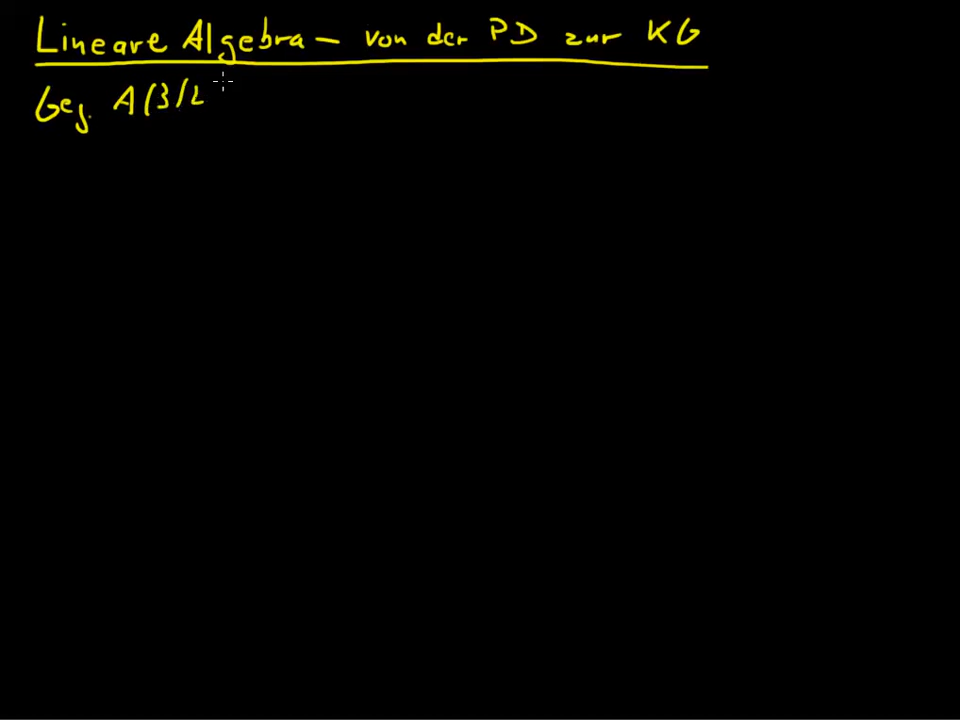 Lineare Algebra – von der PD zur KG
Geg. A(3/2